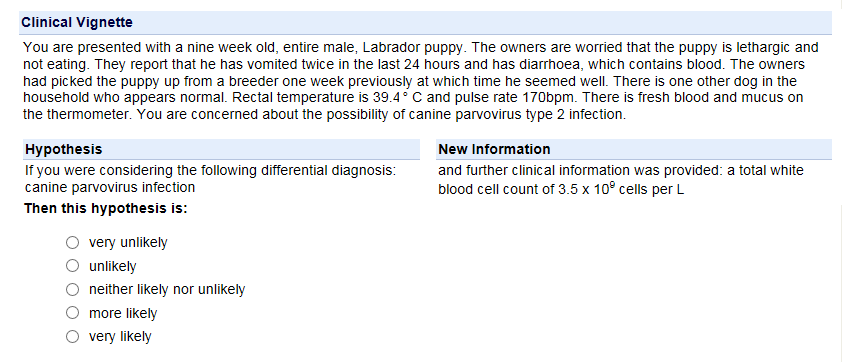 Clinical Vignette
You are presented with a nine week old, entire male, Labrador puppy. The owners are worried that the puppy is lethargic and
not eating. They report that he has vomited twice in the last 24 hours and has diarrhoea, which contains blood. The owners
had picked the puppy up from a breeder one week previously at which time he seemed well. There is one other dog in the
household who appears normal. Rectal temperature is 39.4° C and pulse rate 170bpm. There is fresh blood and mucus on
the thermometer. You are concerned about the possibility of canine parvovirus type 2 infection.
Hypothesis
If you were considering the following differential diagnosis:
canine parvovirus infection
Then this hypothesis is:
very unlikely
unlikely
neither likely nor unlikely
more likely
very likely
New Information
and further clinical information was provided: a total white
blood cell count of 3.5 x 10⁹ cells per L